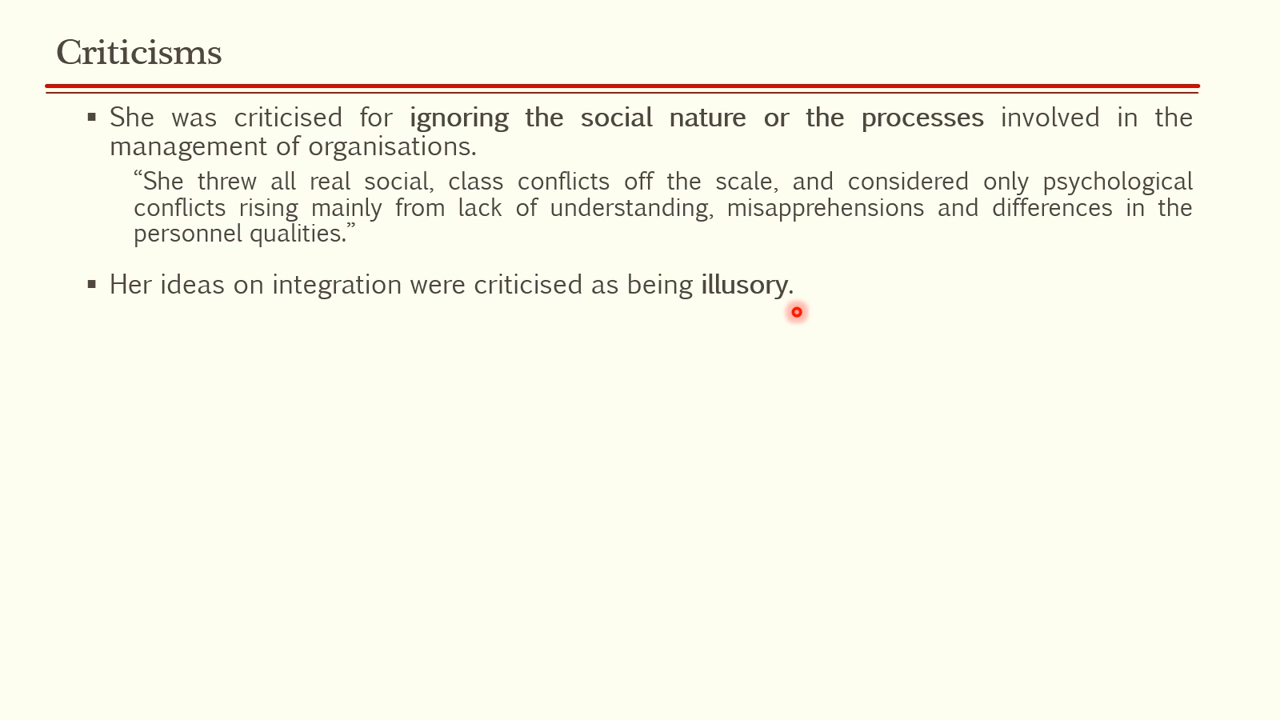 Criticisms
▪ She was criticised for ignoring the social nature or the processes involved in the
management of organisations.
“She threw all real social, class conflicts off the scale, and considered only psychological
conflicts rising mainly from lack of understanding, misapprehensions and differences in the
personnel qualities.”
▪ Her ideas on integration were criticised as being illusory.